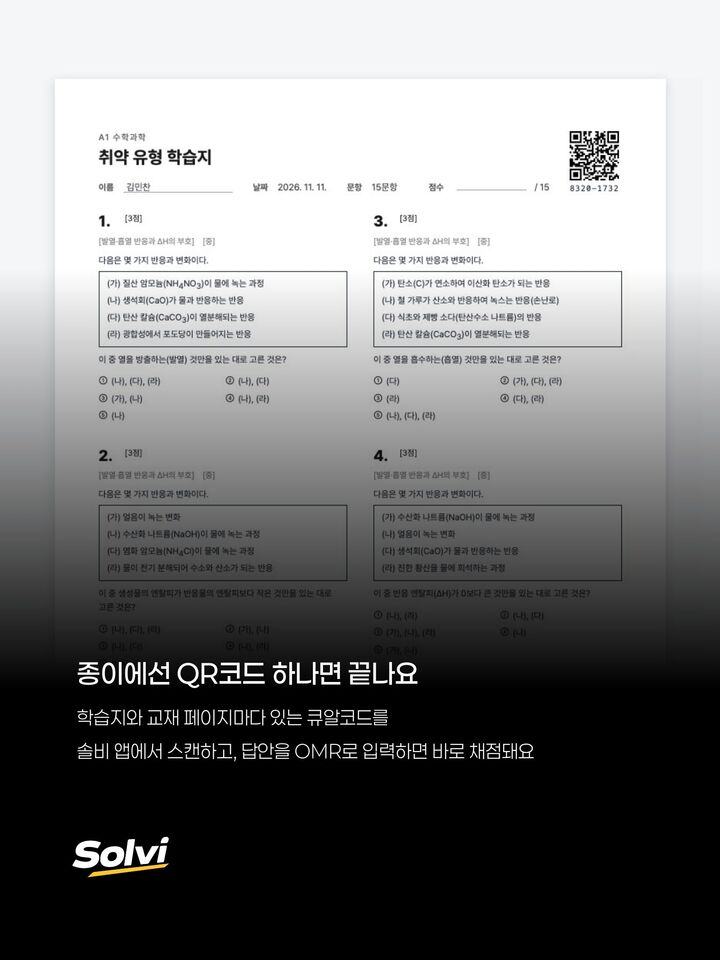 A1 수학과학
취약 유형 학습지
이름 김민찬 날짜 2026. 11. 11. 문항 15문항 점수 / 15
8320-1732
1. [3점]
[발열·흡열 반응과 ΔH의 부호] [중]
다음은 몇 가지 반응과 변화이다.
(가) 질산 암모늄(NH₄NO₃)이 물에 녹는 과정
(나) 생석회(CaO)가 물과 반응하는 반응
(다) 탄산 칼슘(CaCO₃)이 열분해되는 반응
(라) 광합성에서 포도당이 만들어지는 반응
이 중 열을 방출하는(발열) 것만을 있는 대로 고른 것은?
① (나), (다), (라) ② (나), (다)
③ (가), (나) ④ (나), (라)
⑤ (나)
2. [3점]
[발열·흡열 반응과 ΔH의 부호] [중]
다음은 몇 가지 반응과 변화이다.
(가) 얼음이 녹는 변화
(나) 수산화 나트륨(NaOH)이 물에 녹는 과정
(다) 염화 암모늄(NH₄Cl)이 물에 녹는 과정
(라) 물이 전기 분해되어 수소와 산소가 되는 반응
이 중 생성물의 엔탈피가 반응물의 엔탈피보다 작은 것만을 있는 대로
고른 것은?
① (나), (다), (라) ② (가), (나)
③ (나), (다) ④ (나), (라)
3. [3점]
[발열·흡열 반응과 ΔH의 부호] [중]
다음은 몇 가지 반응과 변화이다.
(가) 탄소(C)가 연소하여 이산화 탄소가 되는 반응
(나) 철 가루가 산소와 반응하여 녹스는 반응(손난로)
(다) 식초와 제빵 소다(탄산수소 나트륨)의 반응
(라) 탄산 칼슘(CaCO₃)이 열분해되는 반응
이 중 열을 흡수하는(흡열) 것만을 있는 대로 고른 것은?
① (다) ② (가), (다), (라)
③ (라) ④ (다), (라)
⑤ (나), (다), (라)
4. [3점]
[발열·흡열 반응과 ΔH의 부호] [중]
다음은 몇 가지 반응과 변화이다.
(가) 수산화 나트륨(NaOH)이 물에 녹는 과정
(나) 얼음이 녹는 변화
(다) 생석회(CaO)가 물과 반응하는 반응
(라) 진한 황산을 물에 희석하는 과정
이 중 반응 엔탈피(ΔH)가 0보다 큰 것만을 있는 대로 고른 것은?
① (나), (라) ② (나), (다)
③ (가), (나), (라) ④ (나)
⑤ (가), (나)
종이에선 QR코드 하나면 끝나요
학습지와 교재 페이지마다 있는 큐알코드를
솔비 앱에서 스캔하고, 답안을 OMR로 입력하면 바로 채점돼요
Solvi